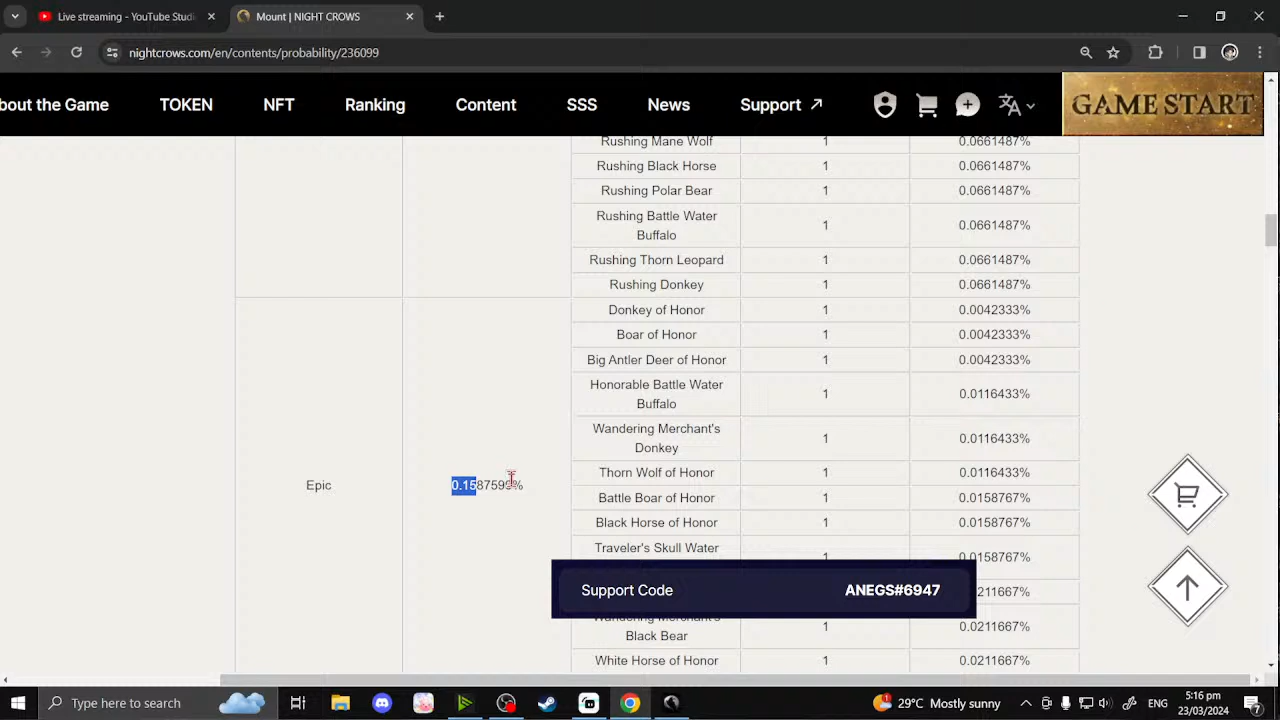 Live streaming - YouTube Studi
Mount | NIGHT CROWS
nightcrows.com/en/contents/probability/236099
bout the Game TOKEN NFT Ranking Content SSS News Support GAME START
Rushing Mane Wolf 1 0.0661487%
Rushing Black Horse 1 0.0661487%
Rushing Polar Bear 1 0.0661487%
Rushing Battle Water
Buffalo 1 0.0661487%
Rushing Thorn Leopard 1 0.0661487%
Rushing Donkey 1 0.0661487%
Donkey of Honor 1 0.0042333%
Boar of Honor 1 0.0042333%
Big Antler Deer of Honor 1 0.0042333%
Honorable Battle Water
Buffalo 1 0.0116433%
Wandering Merchant's
Donkey 1 0.0116433%
Thorn Wolf of Honor 1 0.0116433%
Epic
Battle Boar of Honor 1 0.0158767%
Black Horse of Honor 1 0.0158767%
Traveler's Skull Water
1 0.0158767%
Support Code ANEGS#6947
211667%
Wandering Merchant's
Black Bear 1 0.0211667%
White Horse of Honor 1 0.0211667%
Type here to search
29°C Mostly sunny
ENG
5:16 pm
23/03/2024
7